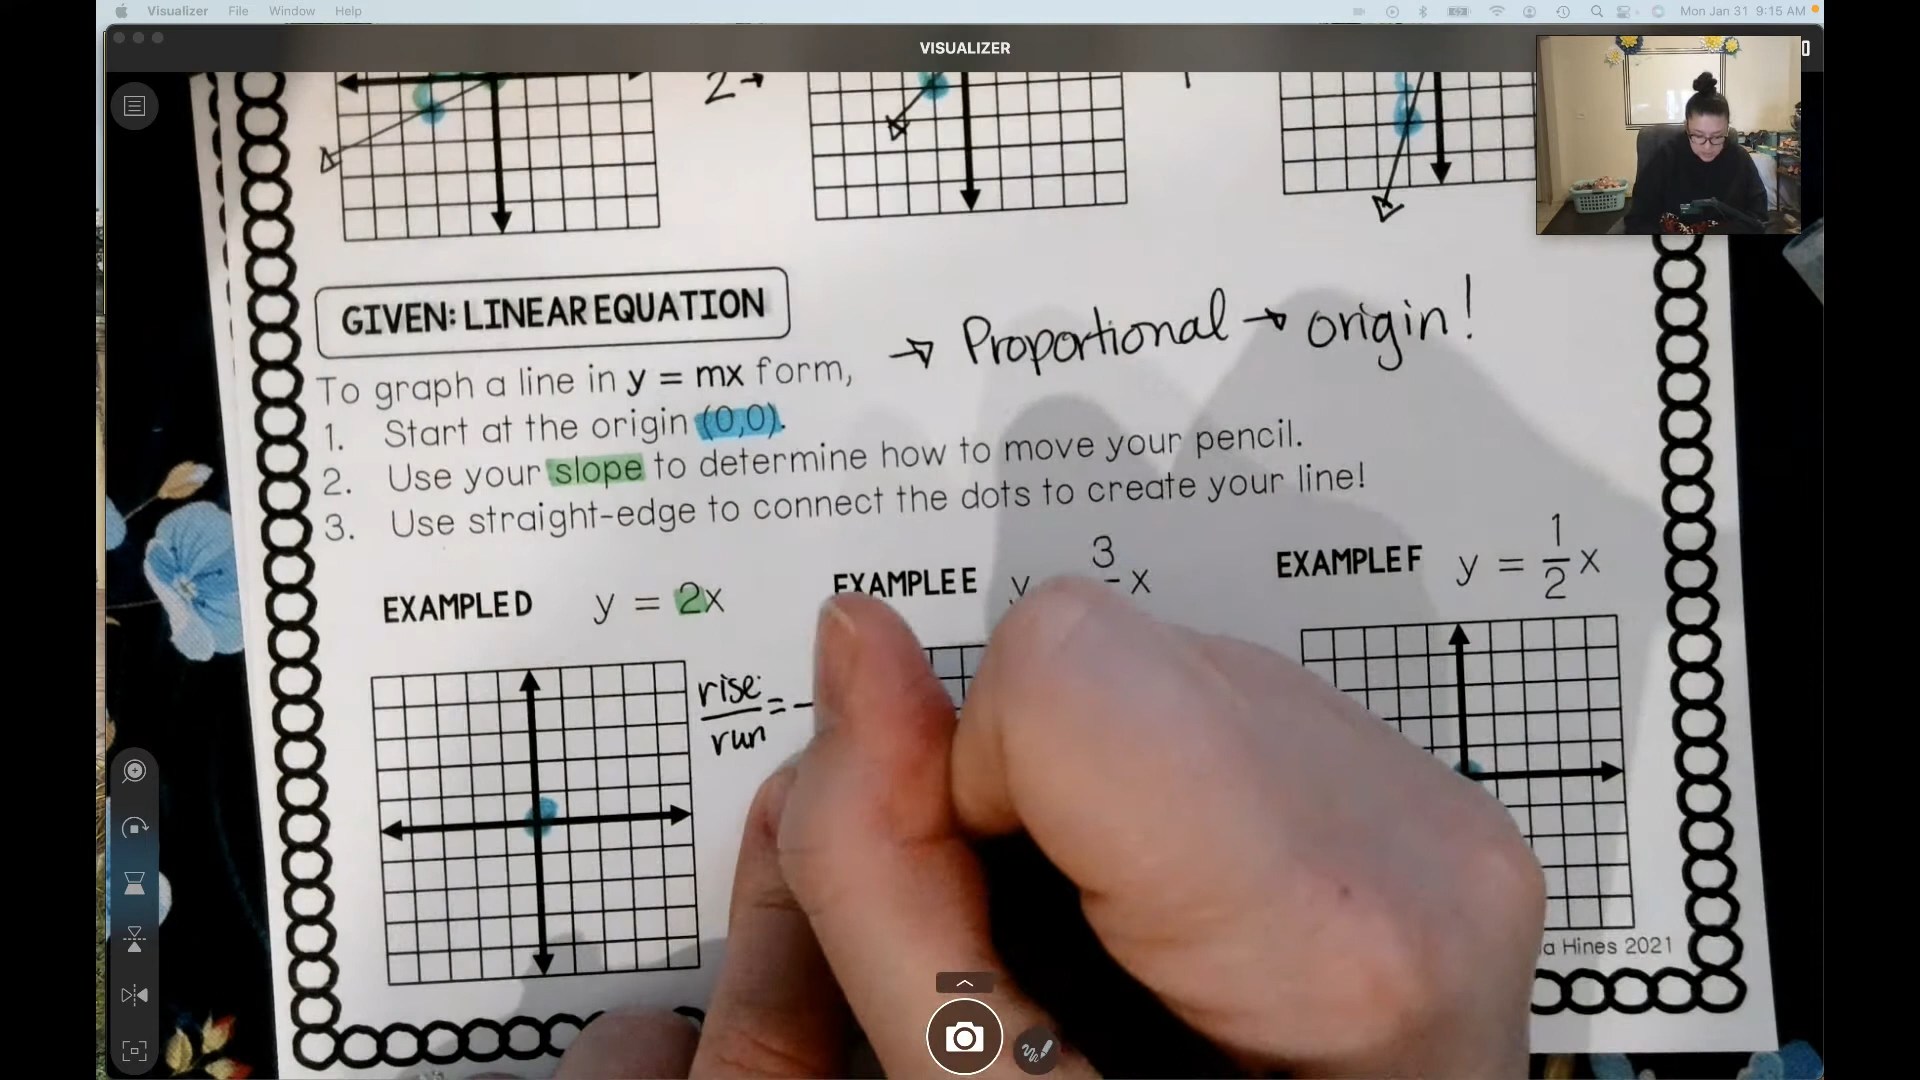 Visualizer File Window Help
Mon Jan 31 9:15 AM
VISUALIZER
2→
GIVEN: LINEAR EQUATION
→ Proportional → origin!
To graph a line in y = mx form,
1. Start at the origin (0,0).
2. Use your slope to determine how to move your pencil.
3. Use straight-edge to connect the dots to create your line!
EXAMPLE D y = 2x
EXAMPLE E y 3 x
EXAMPLE F y = 1/2 x
rise/run = -
a Hines 2021